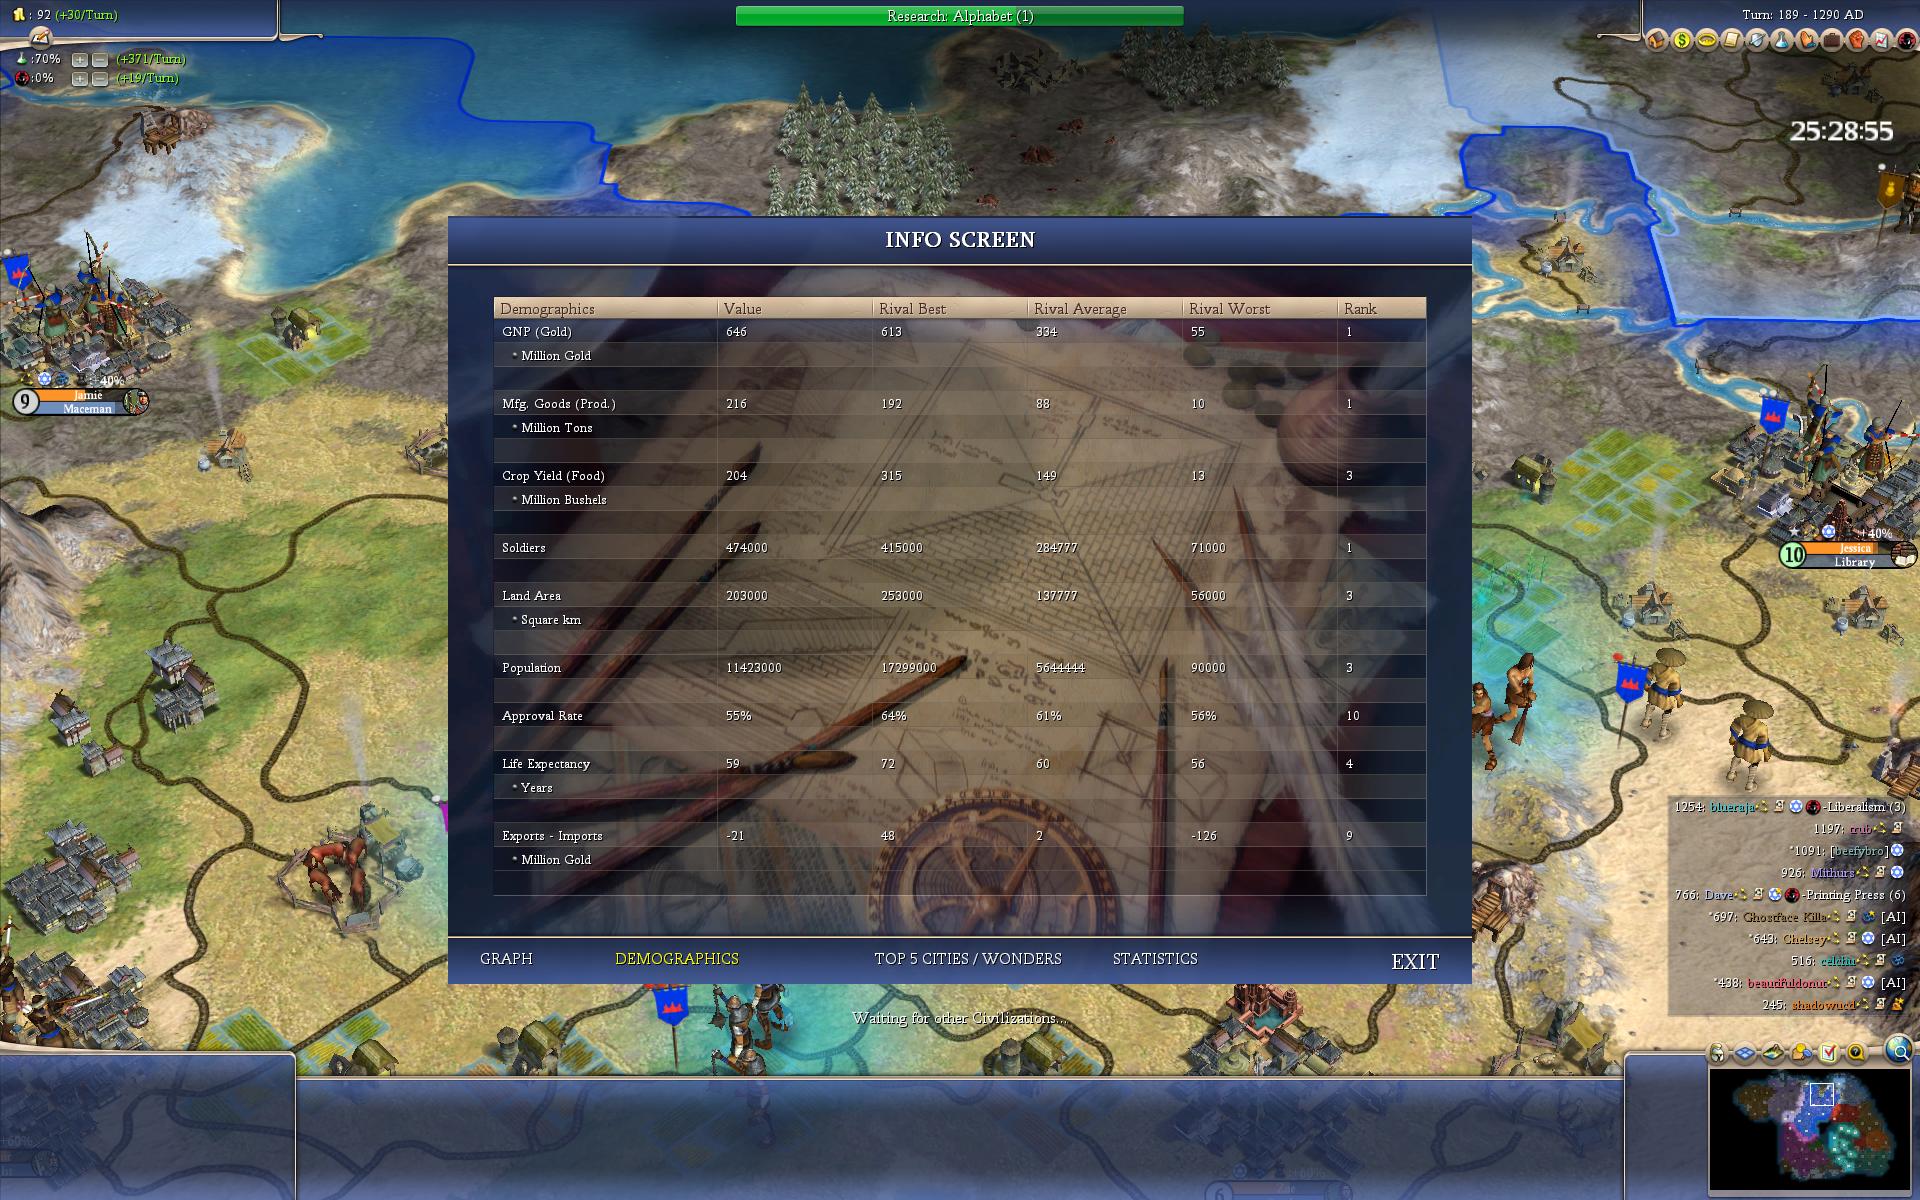 : 92 (+30/Turn)
Research: Alphabet (1)
Turn: 189 - 1290 AD
:70% (+371/Turn)
:0% (+19/Turn)
25:28:55
INFO SCREEN
Demographics Value Rival Best Rival Average Rival Worst Rank
GNP (Gold) 646 613 334 55 1
Million Gold
Mfg. Goods (Prod.) 216 192 88 10 1
Million Tons
Crop Yield (Food) 204 315 149 13 3
Million Bushels
Soldiers 474000 415000 284777 71000 1
Land Area 203000 253000 137777 56000 3
Square km
Population 11423000 17299000 5644444 90000 3
Approval Rate 55% 64% 61% 56% 10
Life Expectancy 59 72 60 56 4
Years
Exports - Imports -21 48 2 -126 9
Million Gold
GRAPH DEMOGRAPHICS TOP 5 CITIES / WONDERS STATISTICS EXIT
+40%
9 Jamie
Maceman
+40%
10 Jessica
Library
1254: blueraja -Liberalism (3)
1197: crub
*1091: [beefybro]
926: Mithurs
766: Dave -Printing Press (6)
*697: Ghostface Killa [AI]
*643: Chelsey [AI]
516: celchu
*438: beautifuldonut [AI]
245: shadowucd
Waiting for other Civilizations...
+60%
+60%
6 Zoe